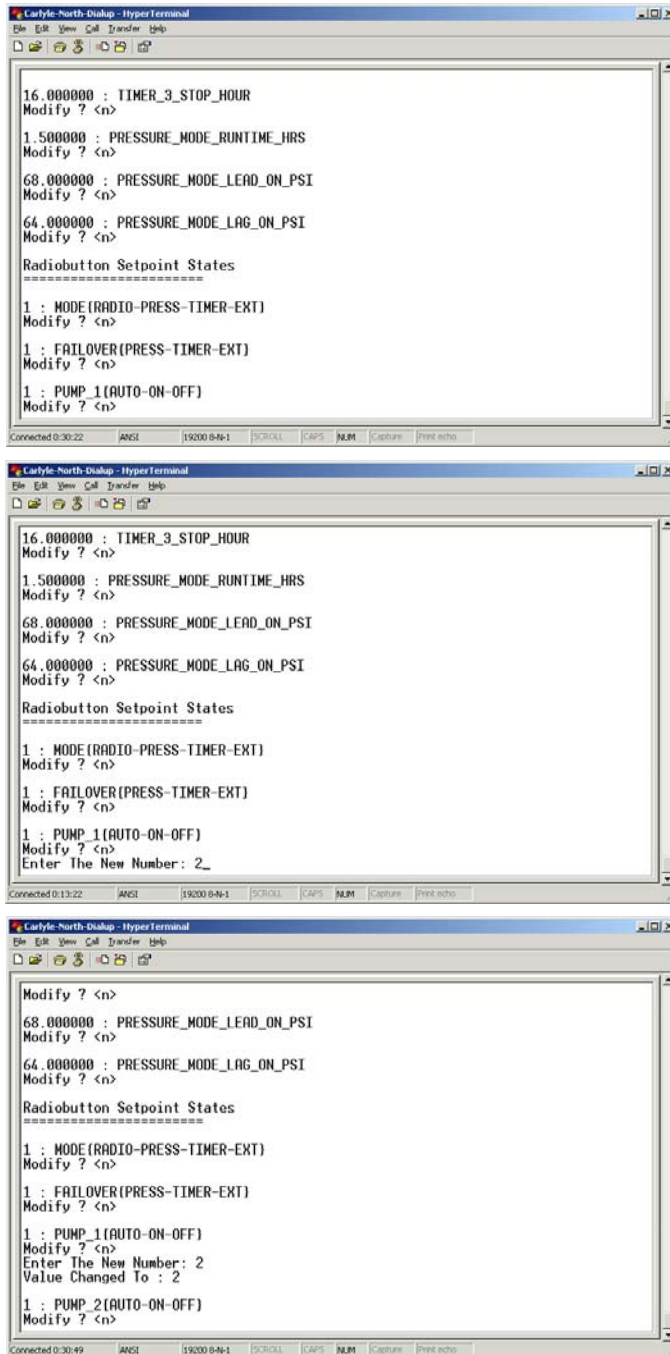 Carlyle-North-Dialup - HyperTerminal
File Edit View Call Transfer Help
16.000000 : TIMER_3_STOP_HOUR
Modify ? <n>
1.500000 : PRESSURE_MODE_RUNTIME_HRS
Modify ? <n>
68.000000 : PRESSURE_MODE_LEAD_ON_PSI
Modify ? <n>
64.000000 : PRESSURE_MODE_LAG_ON_PSI
Modify ? <n>
Radiobutton Setpoint States
=======================
1 : MODE(RADIO-PRESS-TIMER-EXT)
Modify ? <n>
1 : FAILOVER(PRESS-TIMER-EXT)
Modify ? <n>
1 : PUMP_1(AUTO-ON-OFF)
Modify ? <n>
Connected 0:30:22 ANSI 19200 8-N-1 SCROLL CAPS NUM Capture Print echo
Carlyle-North-Dialup - HyperTerminal
File Edit View Call Transfer Help
16.000000 : TIMER_3_STOP_HOUR
Modify ? <n>
1.500000 : PRESSURE_MODE_RUNTIME_HRS
Modify ? <n>
68.000000 : PRESSURE_MODE_LEAD_ON_PSI
Modify ? <n>
64.000000 : PRESSURE_MODE_LAG_ON_PSI
Modify ? <n>
Radiobutton Setpoint States
=======================
1 : MODE(RADIO-PRESS-TIMER-EXT)
Modify ? <n>
1 : FAILOVER(PRESS-TIMER-EXT)
Modify ? <n>
1 : PUMP_1(AUTO-ON-OFF)
Modify ? <n>
Enter The New Number: 2_
Connected 0:13:22 ANSI 19200 8-N-1 SCROLL CAPS NUM Capture Print echo
Carlyle-North-Dialup - HyperTerminal
File Edit View Call Transfer Help
Modify ? <n>
68.000000 : PRESSURE_MODE_LEAD_ON_PSI
Modify ? <n>
64.000000 : PRESSURE_MODE_LAG_ON_PSI
Modify ? <n>
Radiobutton Setpoint States
=======================
1 : MODE(RADIO-PRESS-TIMER-EXT)
Modify ? <n>
1 : FAILOVER(PRESS-TIMER-EXT)
Modify ? <n>
1 : PUMP_1(AUTO-ON-OFF)
Modify ? <n>
Enter The New Number: 2
Value Changed To : 2
1 : PUMP_2(AUTO-ON-OFF)
Modify ? <n>
Connected 0:30:49 ANSI 19200 8-N-1 SCROLL CAPS NUM Capture Print echo